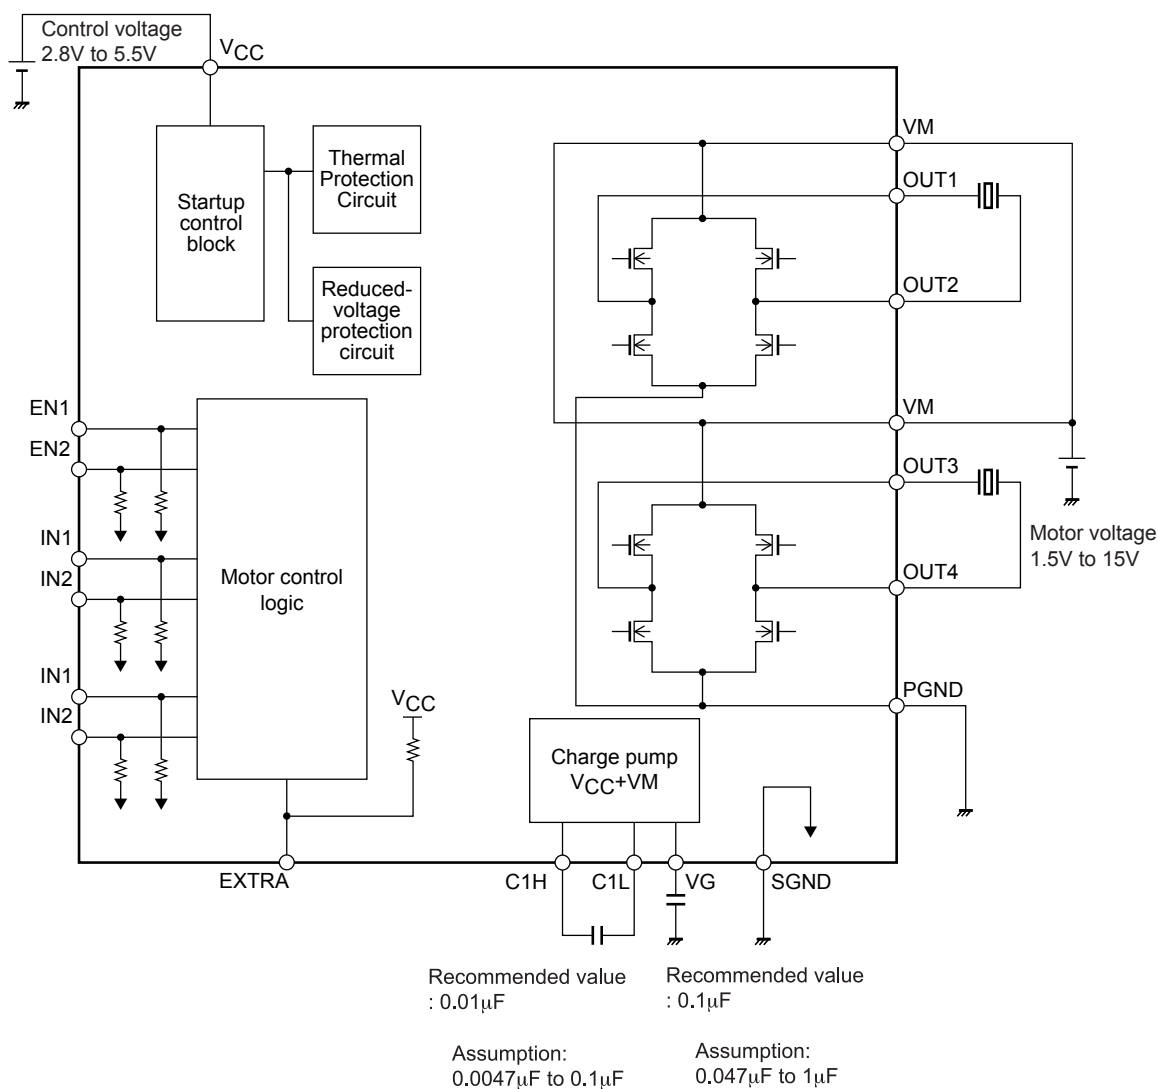 Control voltage
2.8V to 5.5V
VCC
VM
OUT1
Thermal
Protection
Circuit
Startup
control
block
OUT2
Reduced-
voltage
protection
circuit
EN1
VM
EN2
OUT3
IN1
Motor voltage
1.5V to 15V
IN2
Motor control
logic
OUT4
IN1
IN2
VCC
PGND
Charge pump
VCC+VM
EXTRA
C1H
C1L
VG
SGND
Recommended value
: 0.01μF
Recommended value
: 0.1μF
Assumption:
0.0047μF to 0.1μF
Assumption:
0.047μF to 1μF